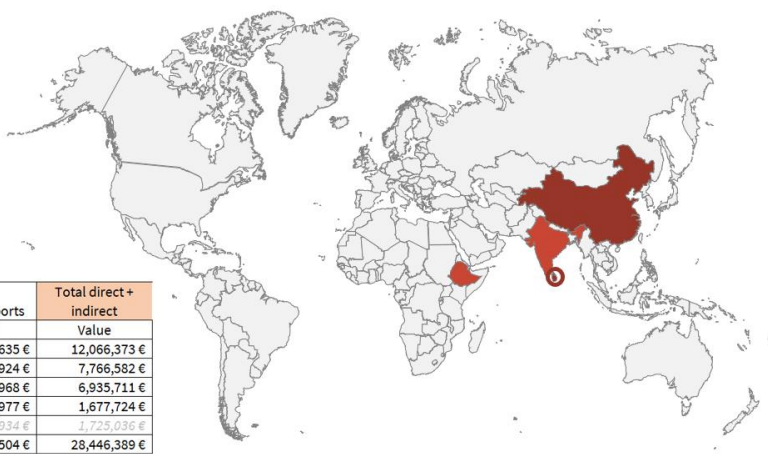 Total direct +
orts indirect
Value
635 € 12,066,373 €
924 € 7,766,582 €
968 € 6,935,711 €
977 € 1,677,724 €
934 € 1,725,036 €
504 € 28,446,389 €